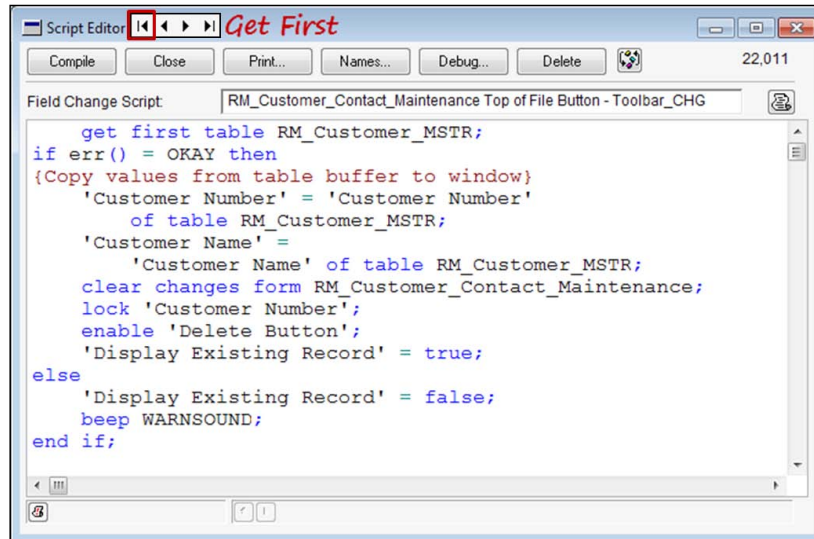 Script Editor Get First
Compile Close Print... Names... Debug... Delete 22,011
Field Change Script: RM_Customer_Contact_Maintenance Top of File Button - Toolbar_CHG
get first table RM_Customer_MSTR;
if err() = OKAY then
{Copy values from table buffer to window}
'Customer Number' = 'Customer Number'
of table RM_Customer_MSTR;
'Customer Name' =
'Customer Name' of table RM_Customer_MSTR;
clear changes form RM_Customer_Contact_Maintenance;
lock 'Customer Number';
enable 'Delete Button';
'Display Existing Record' = true;
else
'Display Existing Record' = false;
beep WARNSOUND;
end if;